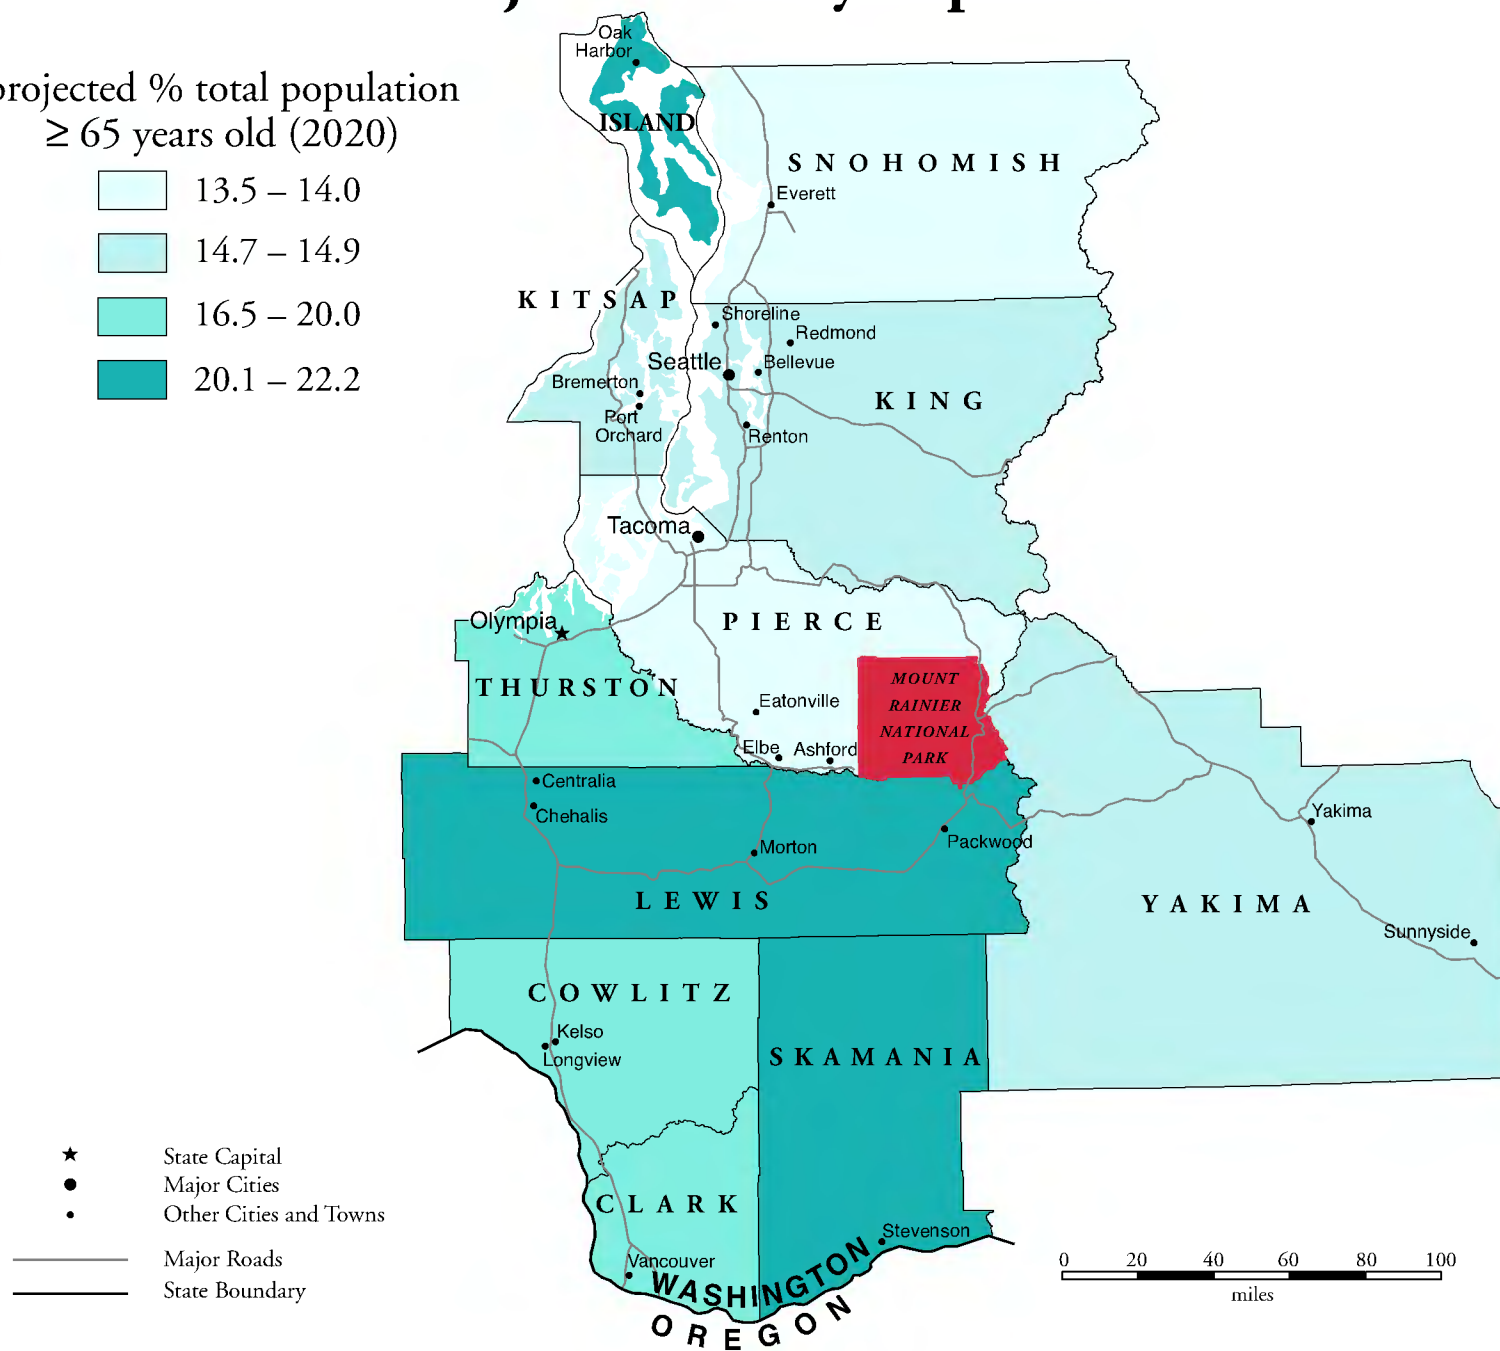 projected % total population
≥ 65 years old (2020)
13.5 – 14.0
14.7 – 14.9
16.5 – 20.0
20.1 – 22.2
Oak
Harbor
ISLAND
SNOHOMISH
Everett
KITSAP
Shoreline
Redmond
Seattle
Bellevue
Bremerton
Port
Orchard
KING
Renton
Tacoma
Olympia
PIERCE
THURSTON
MOUNT
RAINIER
NATIONAL
PARK
Eatonville
Elbe
Ashford
Centralia
Chehalis
Morton
Packwood
Yakima
LEWIS
YAKIMA
Sunnyside
COWLITZ
Kelso
Longview
SKAMANIA
CLARK
Stevenson
Vancouver
WASHINGTON
OREGON
State Capital
Major Cities
Other Cities and Towns
Major Roads
State Boundary
0 20 40 60 80 100
miles